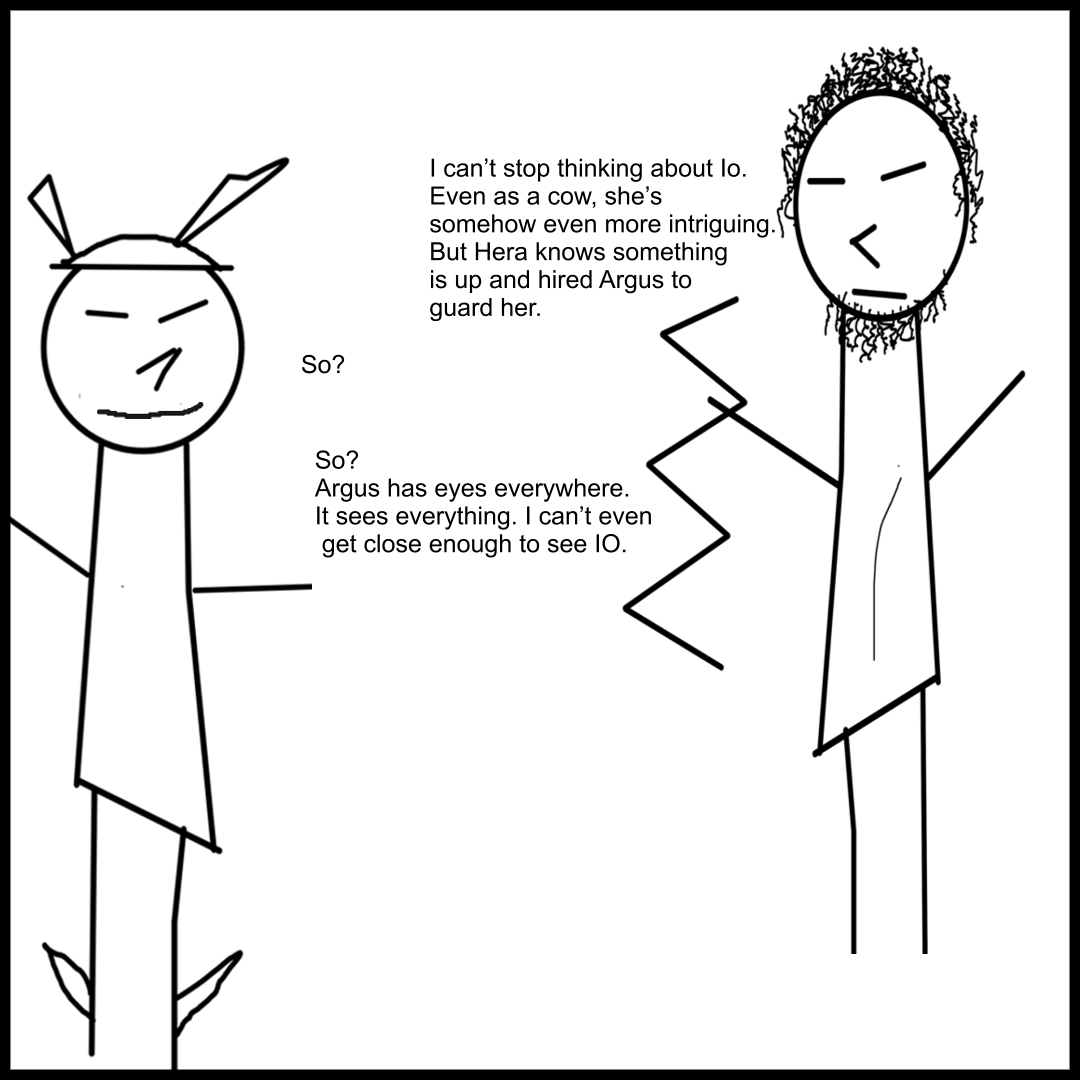 I can’t stop thinking about Io.
Even as a cow, she’s
somehow even more intriguing.
But Hera knows something
is up and hired Argus to
guard her.
So?
So?
Argus has eyes everywhere.
It sees everything. I can’t even
get close enough to see IO.